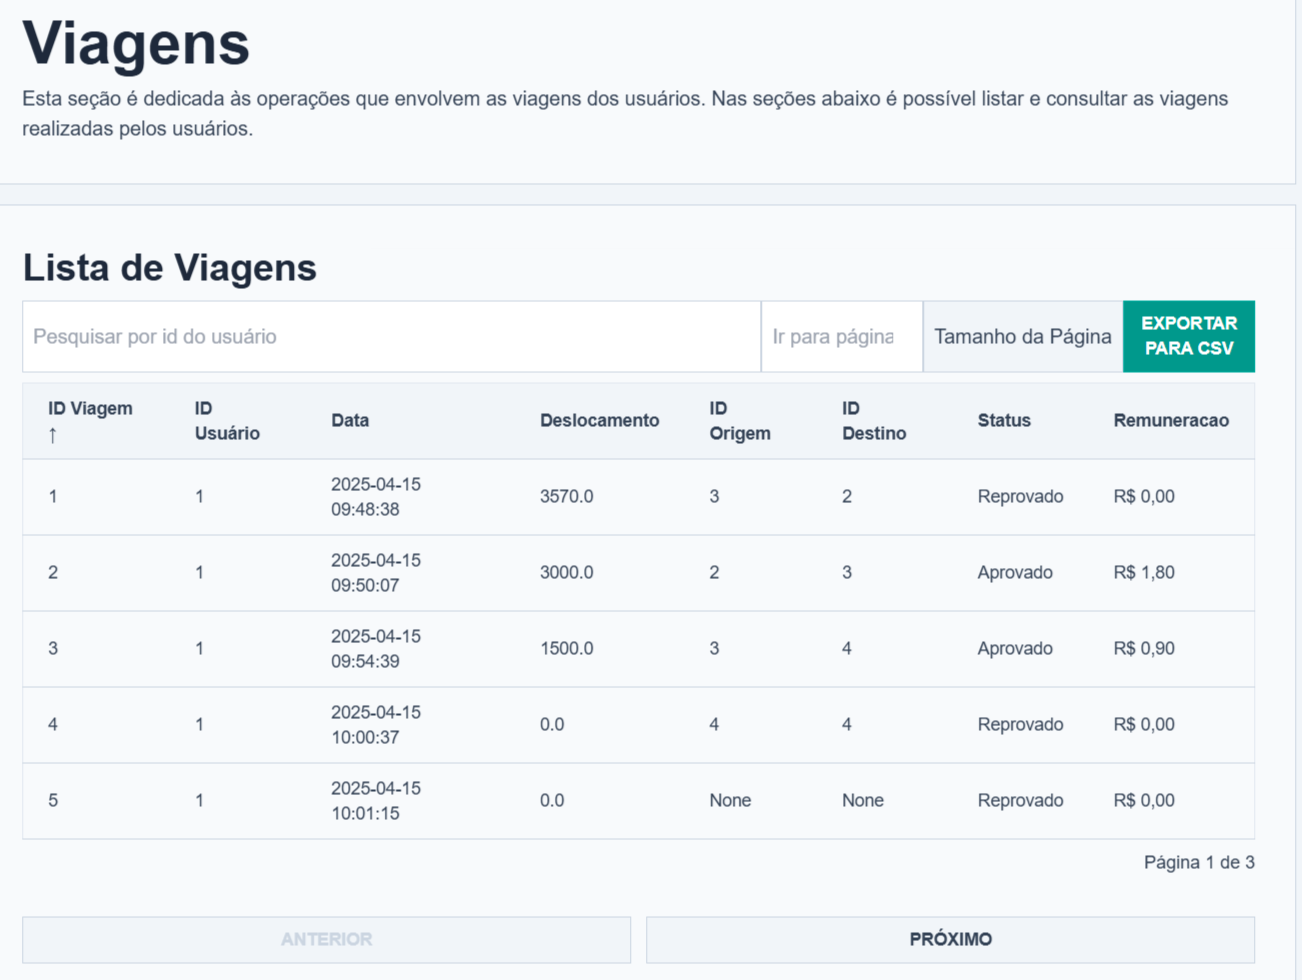 Viagens
Esta seção é dedicada às operações que envolvem as viagens dos usuários. Nas seções abaixo é possível listar e consultar as viagens
realizadas pelos usuários.
Lista de Viagens
Pesquisar por id do usuário Ir para página Tamanho da Página EXPORTAR PARA CSV
ID Viagem ↑ ID Usuário Data Deslocamento ID Origem ID Destino Status Remuneracao
1 1 2025-04-15 09:48:38 3570.0 3 2 Reprovado R$ 0,00
2 1 2025-04-15 09:50:07 3000.0 2 3 Aprovado R$ 1,80
3 1 2025-04-15 09:54:39 1500.0 3 4 Aprovado R$ 0,90
4 1 2025-04-15 10:00:37 0.0 4 4 Reprovado R$ 0,00
5 1 2025-04-15 10:01:15 0.0 None None Reprovado R$ 0,00
Página 1 de 3
ANTERIOR PRÓXIMO